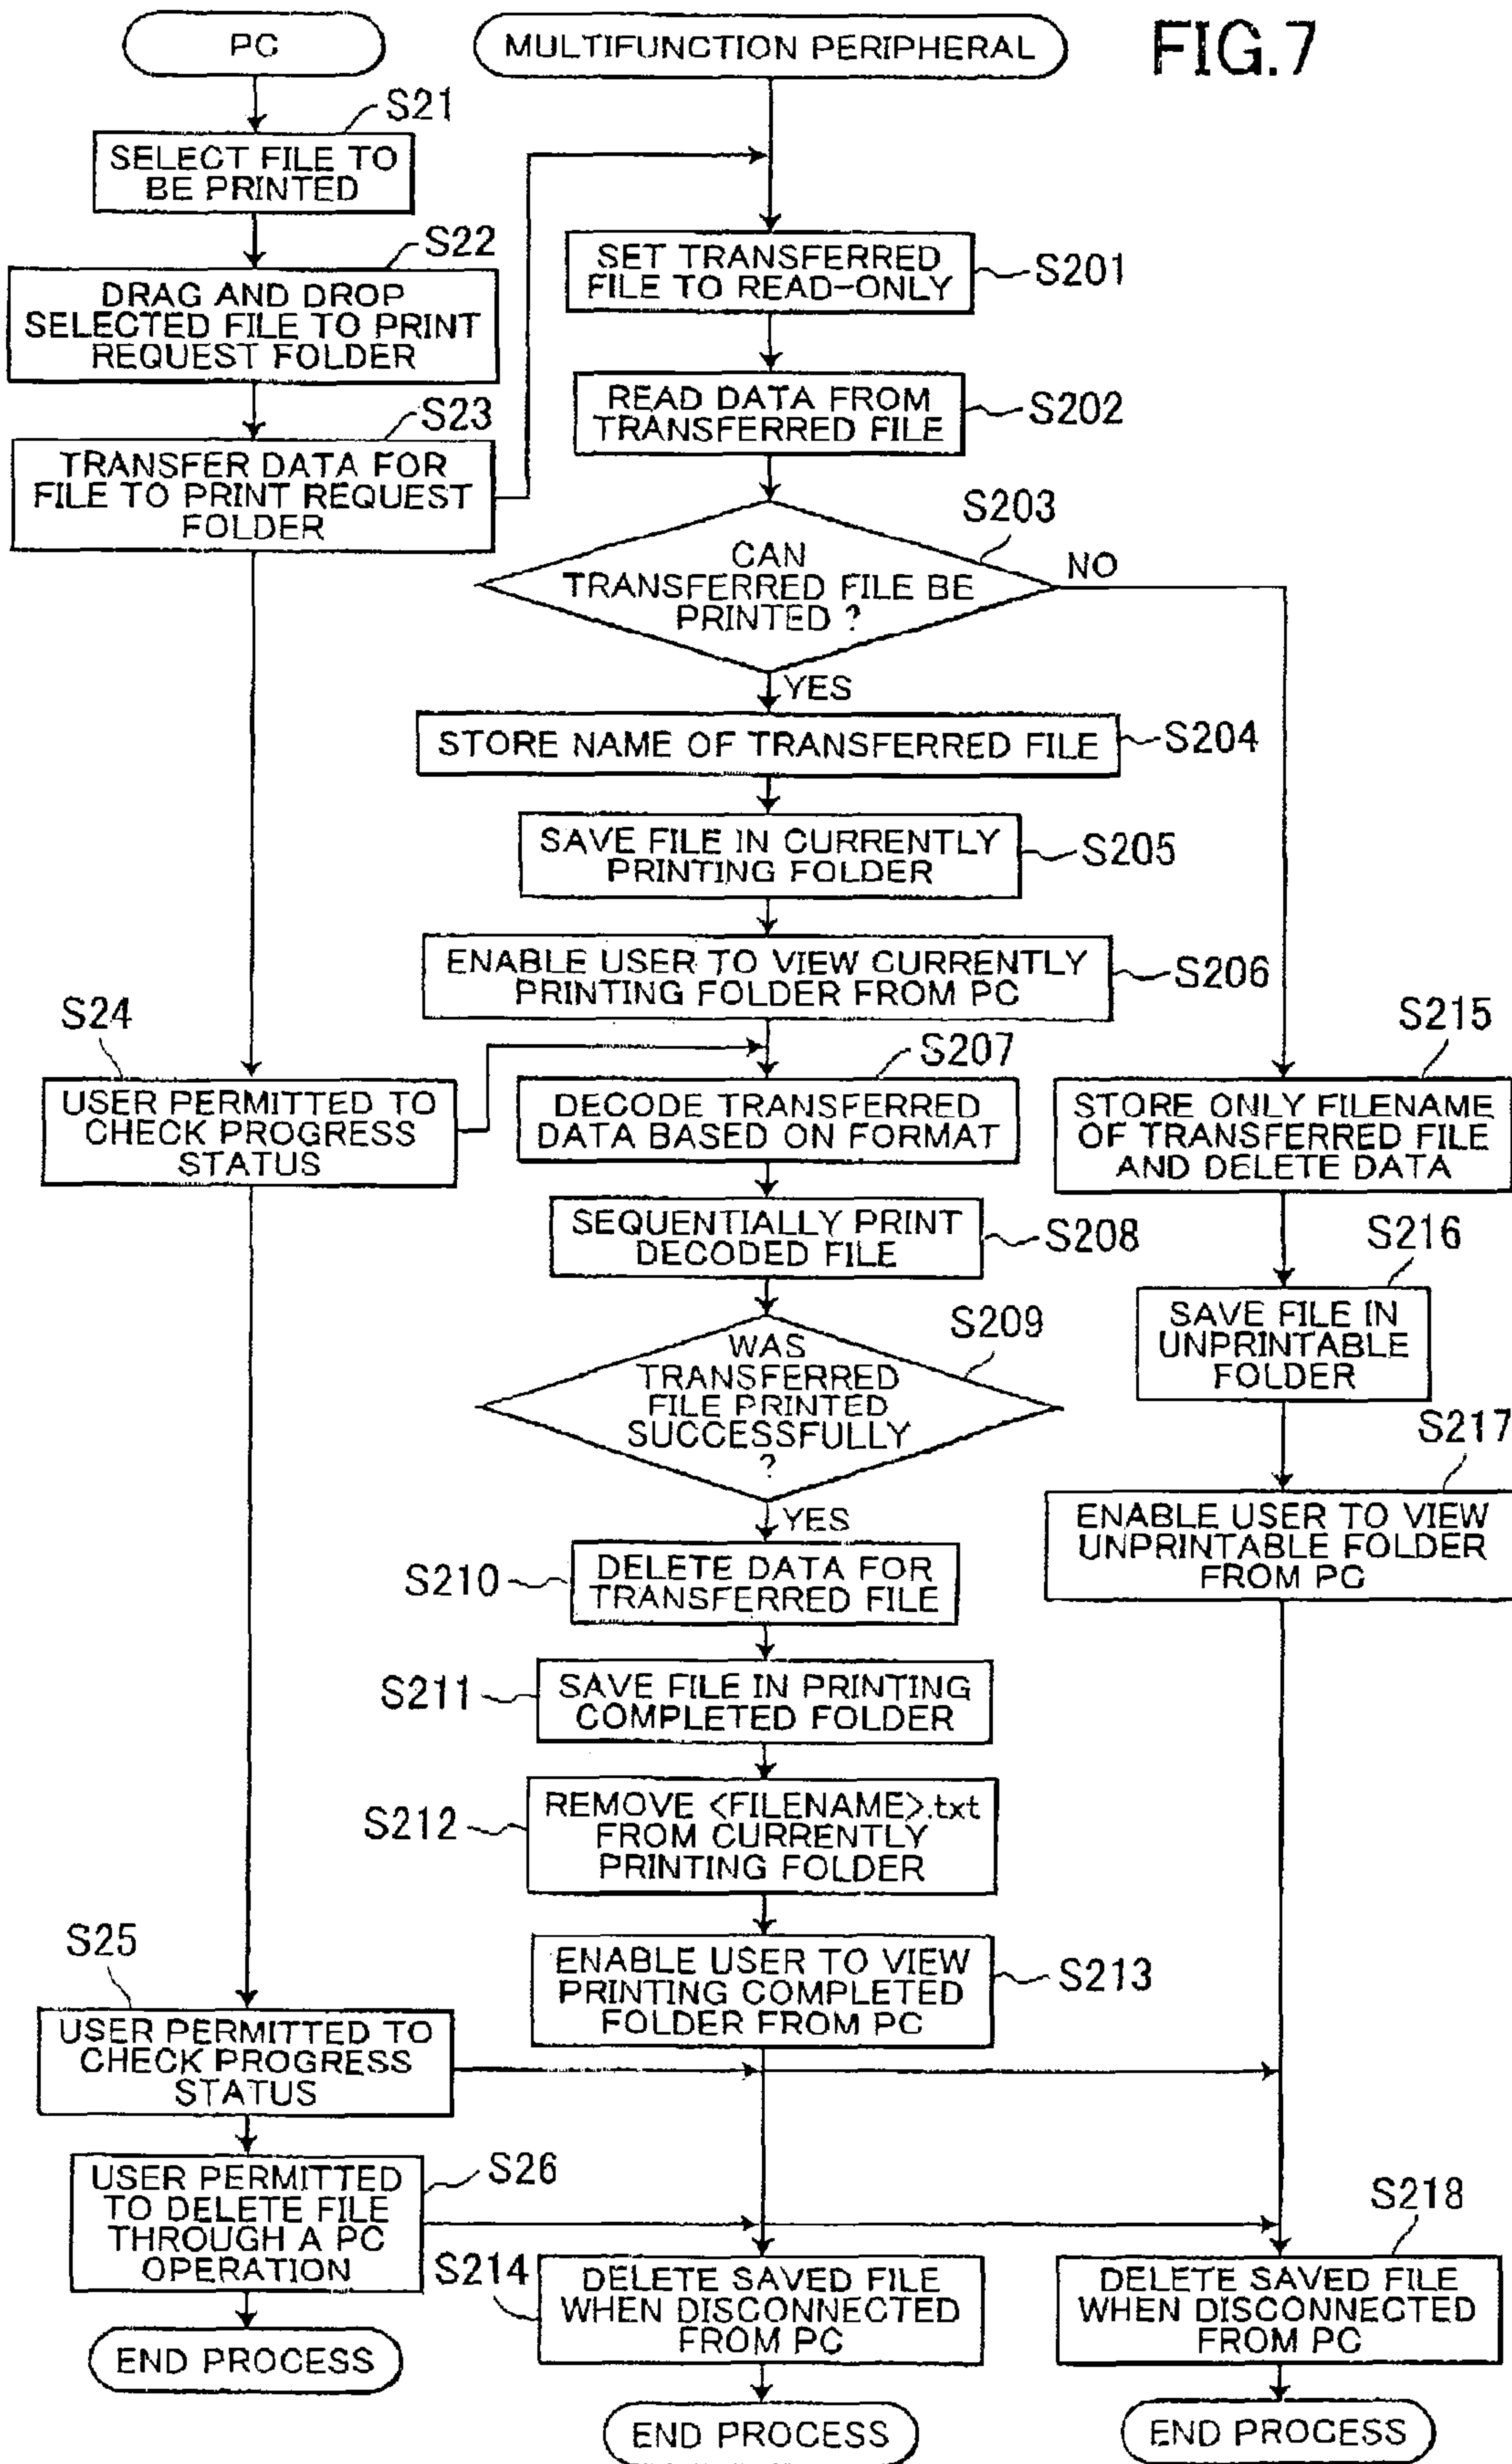 FIG.7
PC
S21
SELECT FILE TO
BE PRINTED
S22
DRAG AND DROP
SELECTED FILE TO PRINT
REQUEST FOLDER
S23
TRANSFER DATA FOR
FILE TO PRINT REQUEST
FOLDER
S24
USER PERMITTED TO
CHECK PROGRESS
STATUS
S25
USER PERMITTED TO
CHECK PROGRESS
STATUS
S26
USER PERMITTED
TO DELETE FILE
THROUGH A PC
OPERATION
END PROCESS
MULTIFUNCTION PERIPHERAL
SET TRANSFERRED
FILE TO READ-ONLY
S201
READ DATA FROM
TRANSFERRED FILE
S202
S203
CAN
TRANSFERRED FILE BE
PRINTED ?
NO
YES
STORE NAME OF TRANSFERRED FILE
S204
SAVE FILE IN CURRENTLY
PRINTING FOLDER
S205
ENABLE USER TO VIEW CURRENTLY
PRINTING FOLDER FROM PC
S206
S207
DECODE TRANSFERRED
DATA BASED ON FORMAT
SEQUENTIALLY PRINT
DECODED FILE
S208
S209
WAS
TRANSFERRED
FILE PRINTED
SUCCESSFULLY
?
YES
S210
DELETE DATA FOR
TRANSFERRED FILE
S211
SAVE FILE IN PRINTING
COMPLETED FOLDER
S212
REMOVE <FILENAME>.txt
FROM CURRENTLY
PRINTING FOLDER
ENABLE USER TO VIEW
PRINTING COMPLETED
FOLDER FROM PC
S213
S214
DELETE SAVED FILE
WHEN DISCONNECTED
FROM PC
END PROCESS
S215
STORE ONLY FILENAME
OF TRANSFERRED FILE
AND DELETE DATA
S216
SAVE FILE IN
UNPRINTABLE
FOLDER
S217
ENABLE USER TO VIEW
UNPRINTABLE FOLDER
FROM PC
S218
DELETE SAVED FILE
WHEN DISCONNECTED
FROM PC
END PROCESS